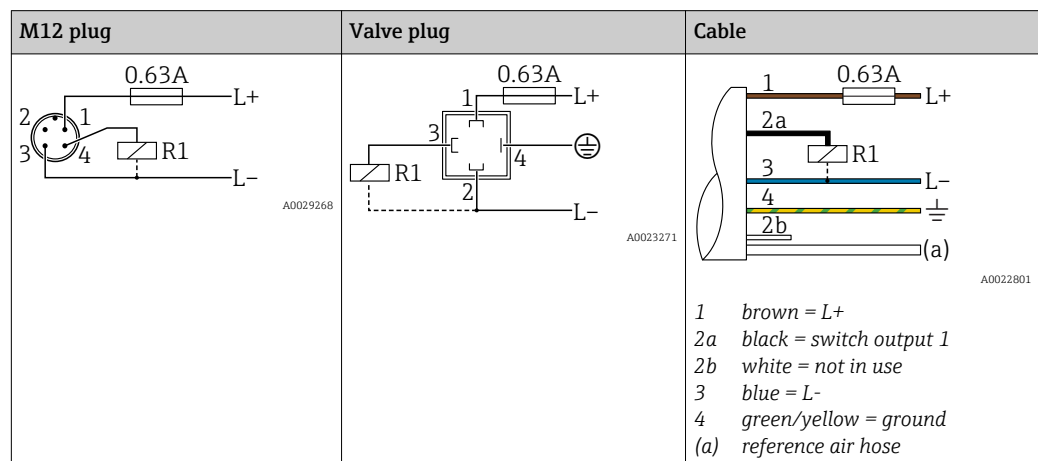 M12 plug
Valve plug
Cable
0.63A
L+
2
1
3
4
R1
L−
A0029268
0.63A
1
L+
3
4
R1
2
L−
A0023271
1
0.63A
L+
2a
R1
3
L−
4
2b
(a)
A0022801
1 brown = L+
2a black = switch output 1
2b white = not in use
3 blue = L-
4 green/yellow = ground
(a) reference air hose